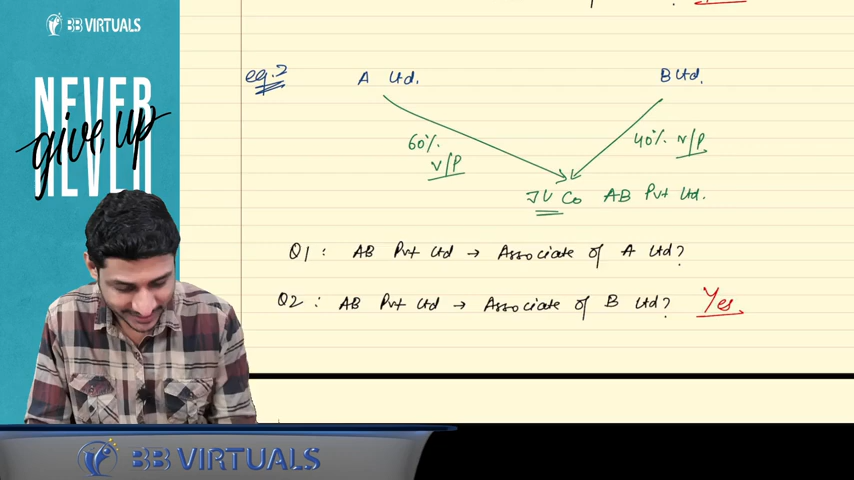 BB VIRTUALS
NEVER
give up
NEVER
eg.2
A Ltd.
B Ltd.
60%
V/P
40% V/P
JV Co AB Pvt Ltd.
Q1 : AB Pvt Ltd → Associate of A Ltd?
Q2 : AB Pvt Ltd → Associate of B Ltd? Yes
BB VIRTUALS